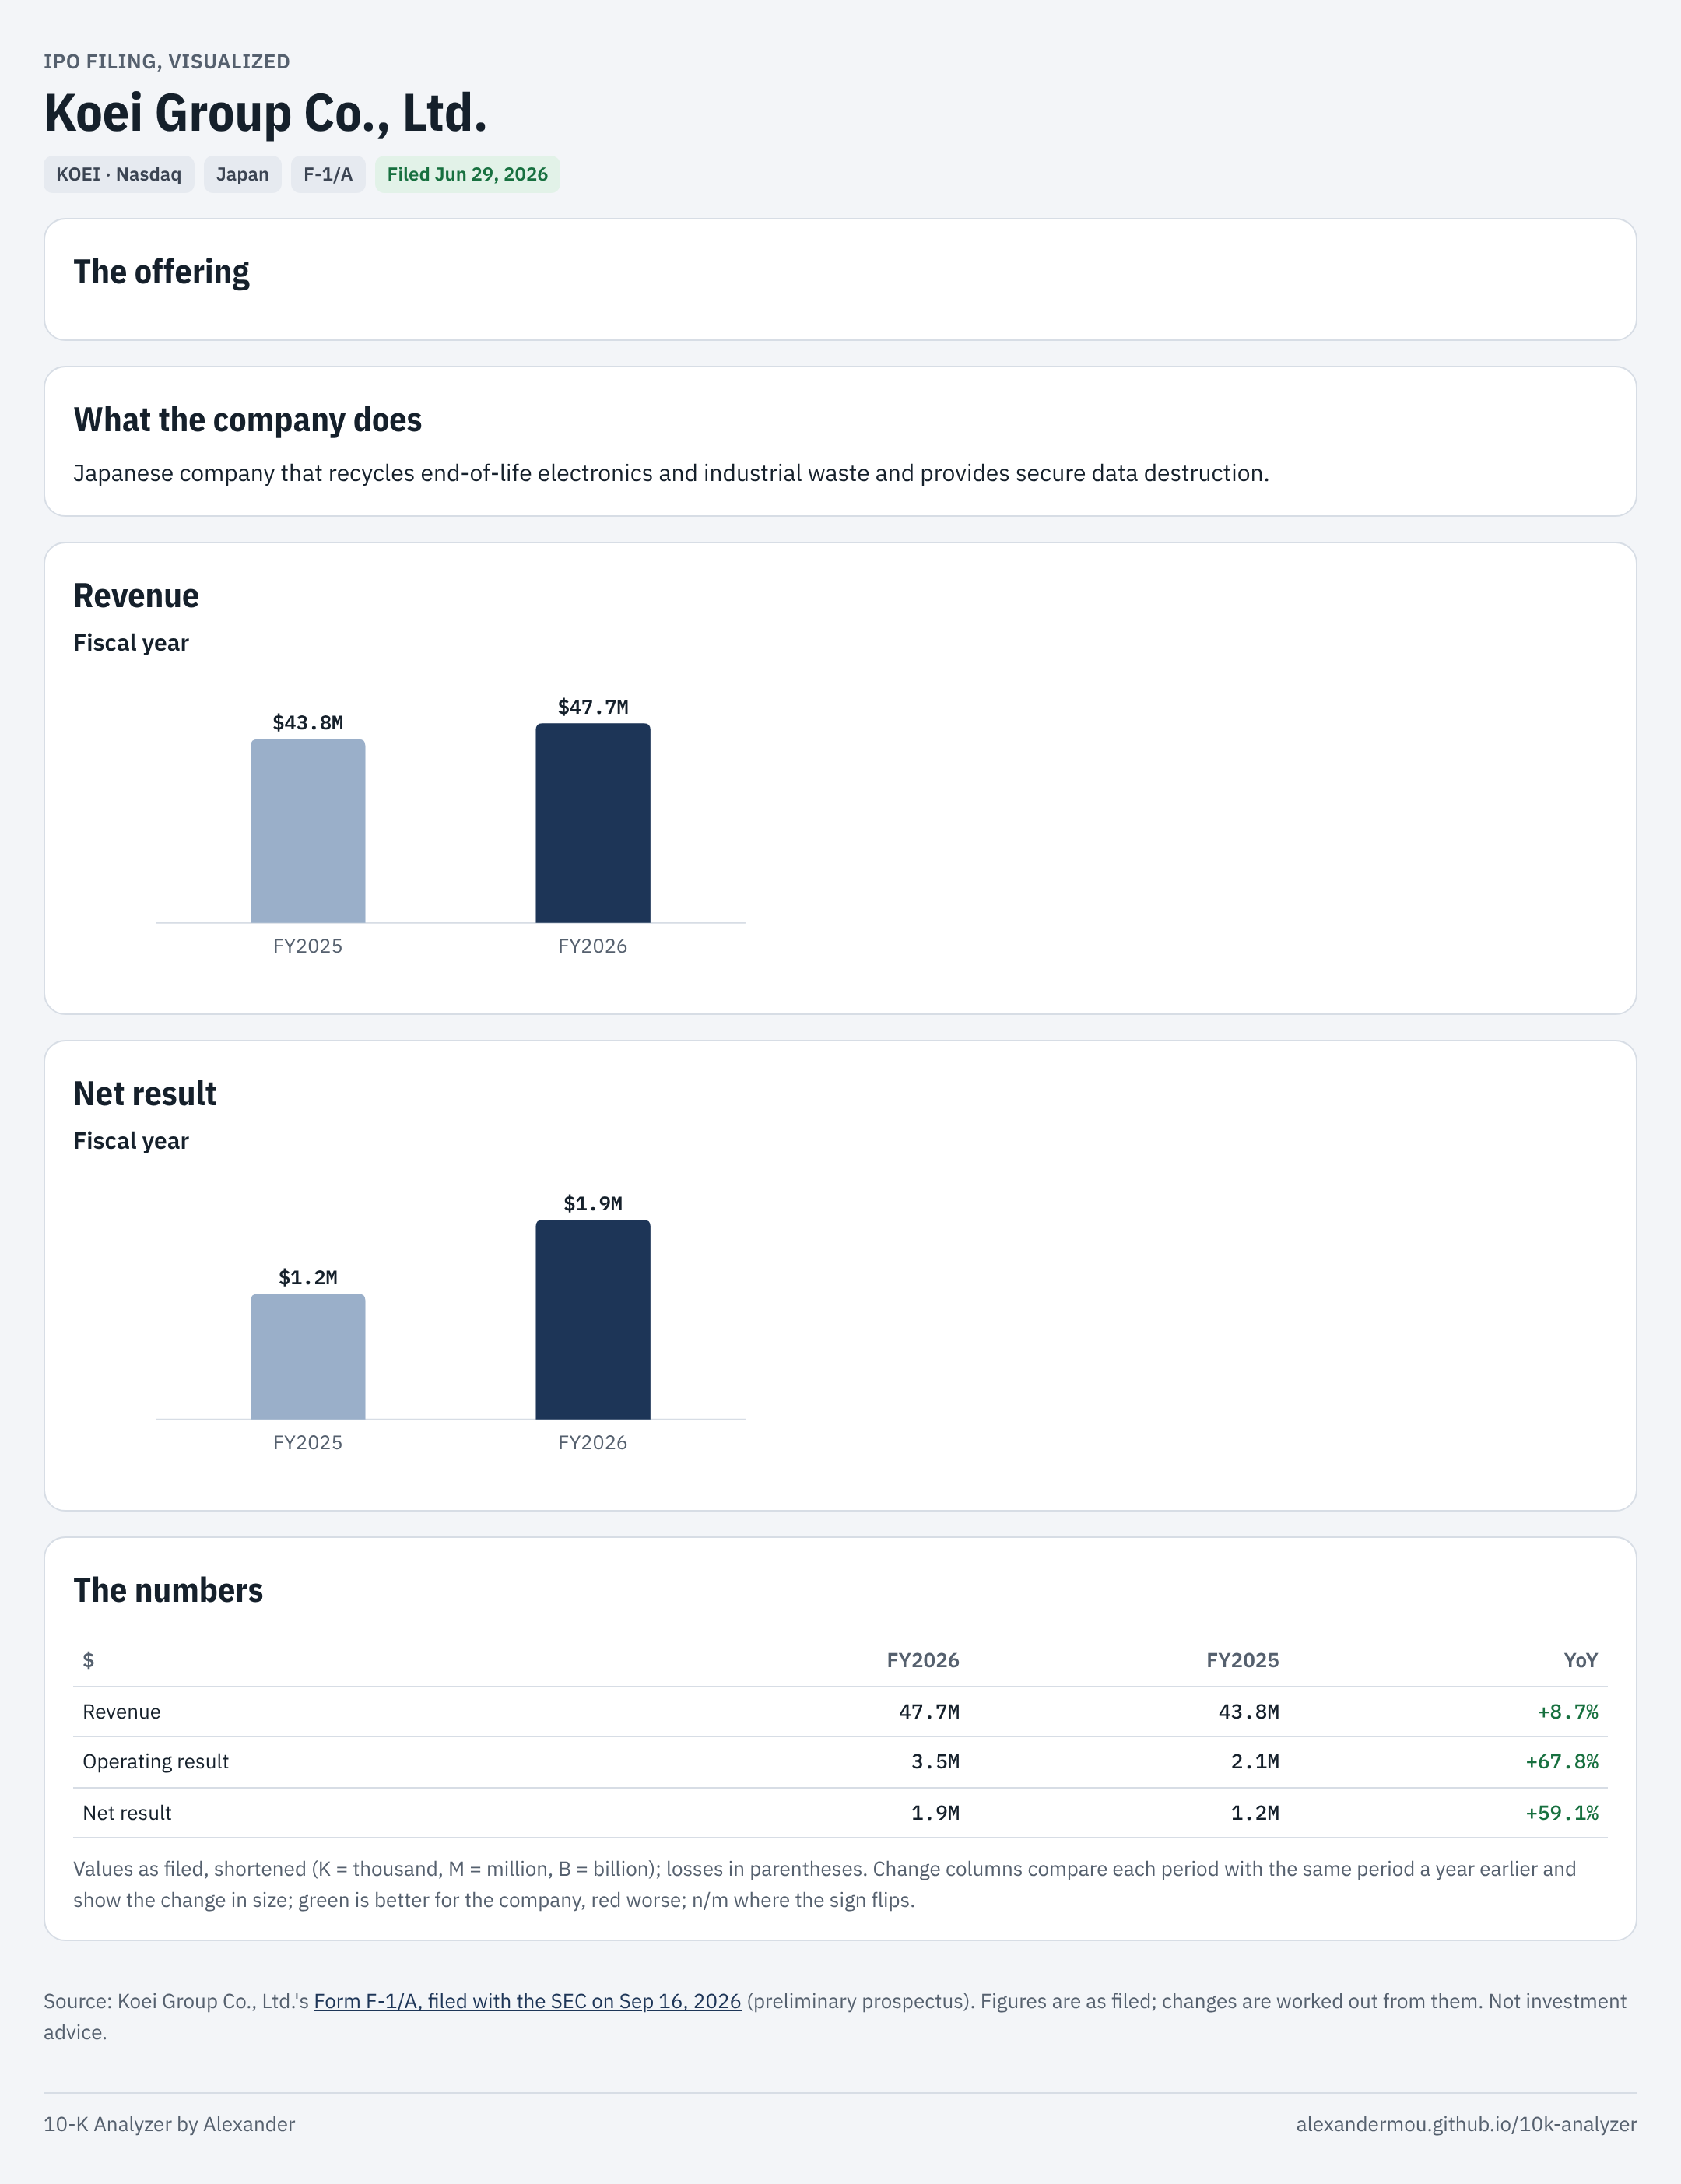 IPO FILING, VISUALIZED
Koei Group Co., Ltd.
KOEI · Nasdaq Japan F-1/A Filed Jun 29, 2026
The offering
What the company does
Japanese company that recycles end-of-life electronics and industrial waste and provides secure data destruction.
Revenue
Fiscal year
$43.8M $47.7M
FY2025 FY2026
Net result
Fiscal year
$1.2M $1.9M
FY2025 FY2026
The numbers
$ FY2026 FY2025 YoY
Revenue 47.7M 43.8M +8.7%
Operating result 3.5M 2.1M +67.8%
Net result 1.9M 1.2M +59.1%
Values as filed, shortened (K = thousand, M = million, B = billion); losses in parentheses. Change columns compare each period with the same period a year earlier and
show the change in size; green is better for the company, red worse; n/m where the sign flips.
Source: Koei Group Co., Ltd.'s Form F-1/A, filed with the SEC on Sep 16, 2026 (preliminary prospectus). Figures are as filed; changes are worked out from them. Not investment
advice.
10-K Analyzer by Alexander alexandermou.github.io/10k-analyzer